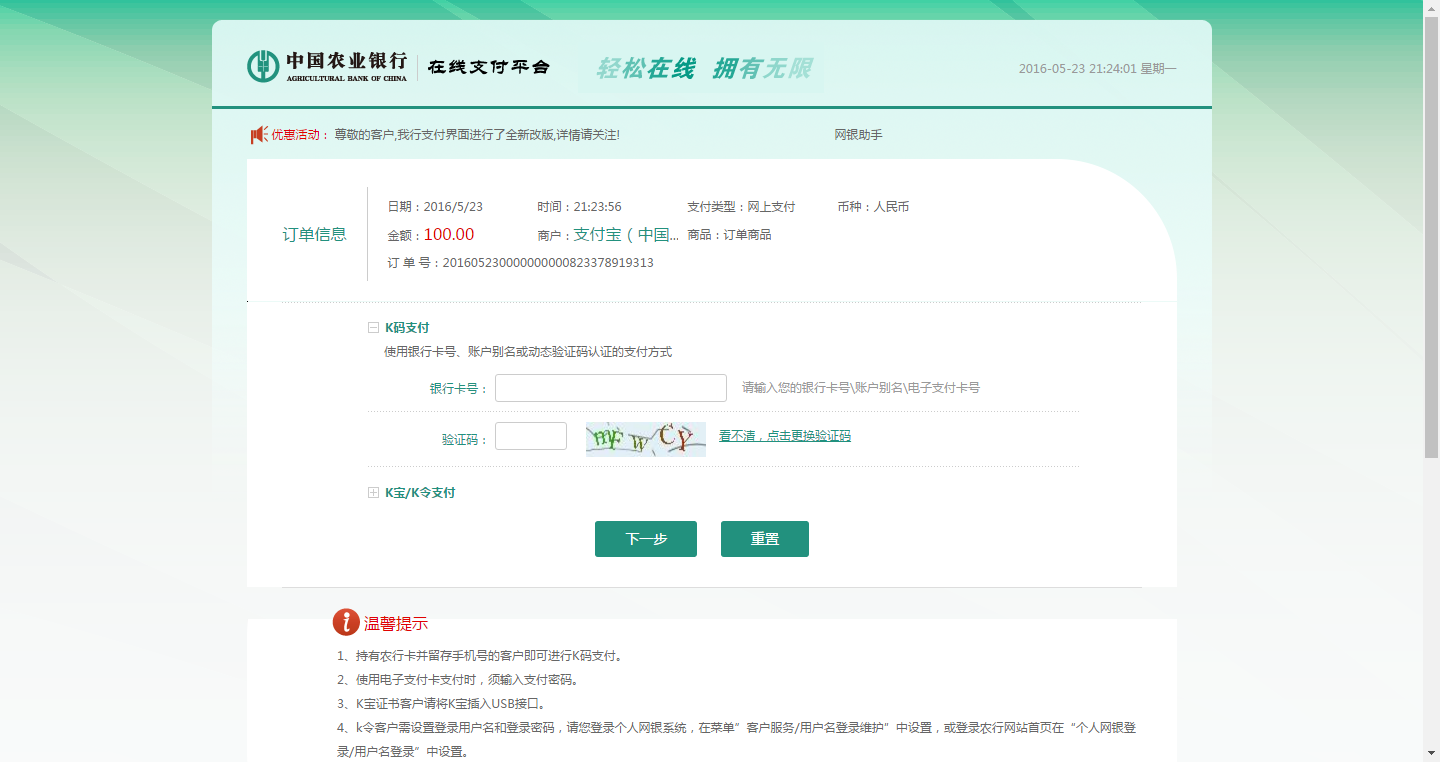 中国农业银行
AGRICULTURAL BANK OF CHINA
在线支付平台
轻松在线 拥有无限
2016-05-23 21:24:01 星期一
优惠活动： 尊敬的客户,我行支付界面进行了全新改版,详情请关注!
网银助手
订单信息
日期：2016/5/23 时间：21:23:56 支付类型：网上支付 币种：人民币
金额：100.00 商户：支付宝（中国... 商品：订单商品
订 单 号：20160523000000000823378919313
K码支付
使用银行卡号、账户别名或动态验证码认证的支付方式
银行卡号： 请输入您的银行卡号\账户别名\电子支付卡号
验证码： 看不清，点击更换验证码
K宝/K令支付
下一步 重置
温馨提示
1、持有农行卡并留存手机号的客户即可进行K码支付。
2、使用电子支付卡支付时，须输入支付密码。
3、K宝证书客户请将K宝插入USB接口。
4、k令客户需设置登录用户名和登录密码，请您登录个人网银系统，在菜单”客户服务/用户名登录维护”中设置，或登录农行网站首页在“个人网银登
录/用户名登录”中设置。